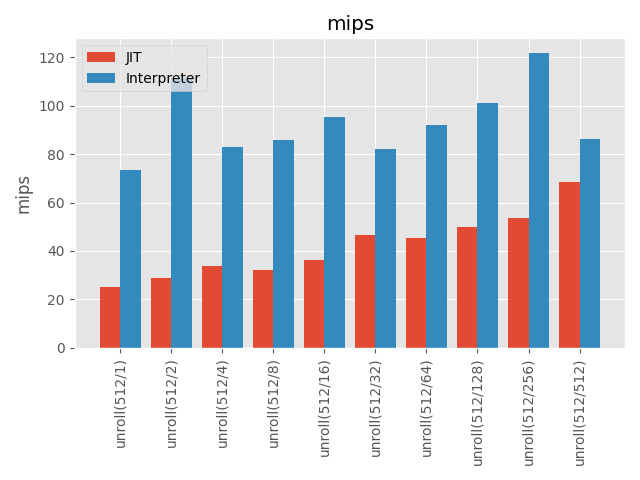 mips
JIT
Interpreter
mips
120
100
80
60
40
20
0
unroll(512/1)
unroll(512/2)
unroll(512/4)
unroll(512/8)
unroll(512/16)
unroll(512/32)
unroll(512/64)
unroll(512/128)
unroll(512/256)
unroll(512/512)